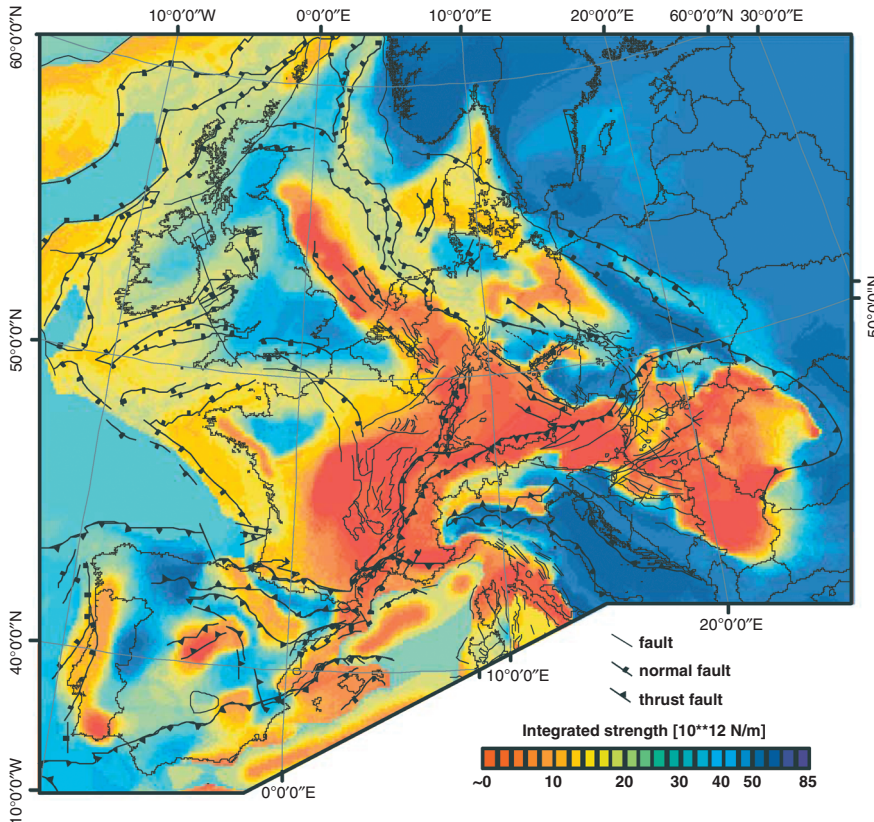 10°0′0″W 0°0′0″E 10°0′0″E 20°0′0″E 60°0′0″N 30°0′0″E
60°0′0″N
50°0′0″N
50°0′0″N
40°0′0″N
20°0′0″E
10°0′0″E
0°0′0″E
10°0′0″W
fault
normal fault
thrust fault
Integrated strength [10**12 N/m]
~0 10 20 30 40 50 85